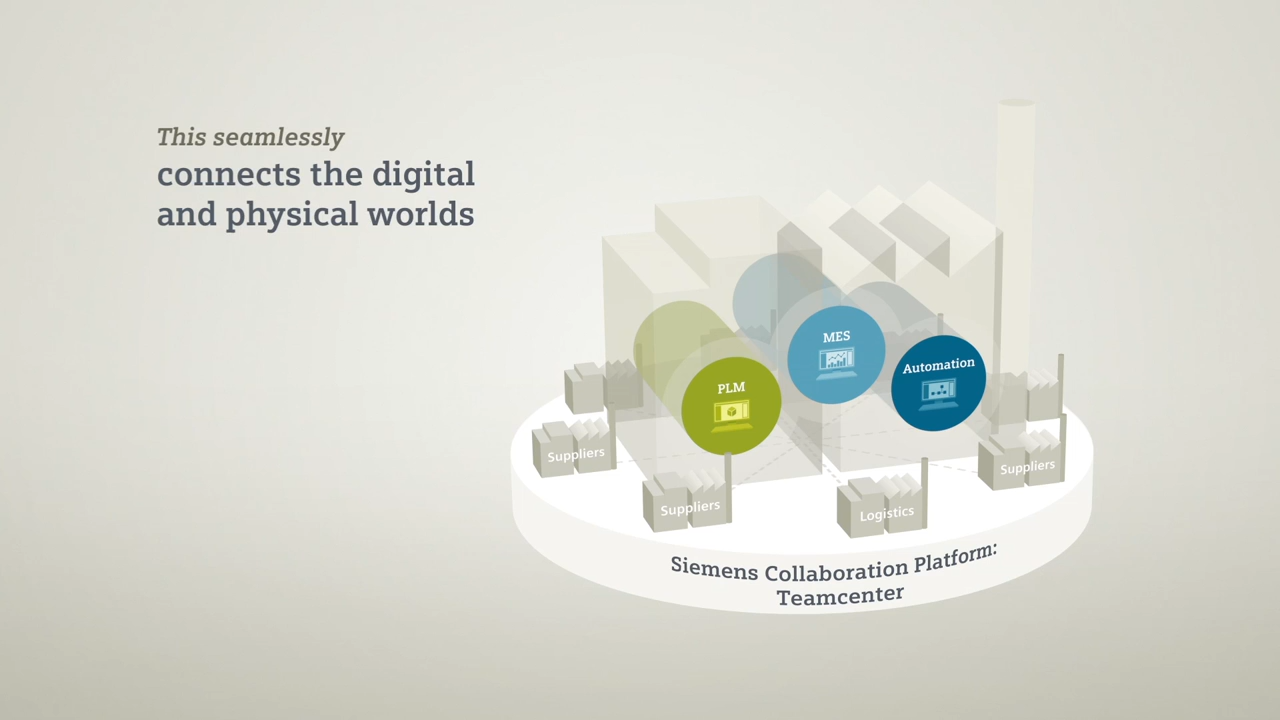 This seamlessly
connects the digital
and physical worlds
MES
Automation
PLM
Suppliers
Suppliers
Suppliers
Logistics
Siemens Collaboration Platform:
Teamcenter